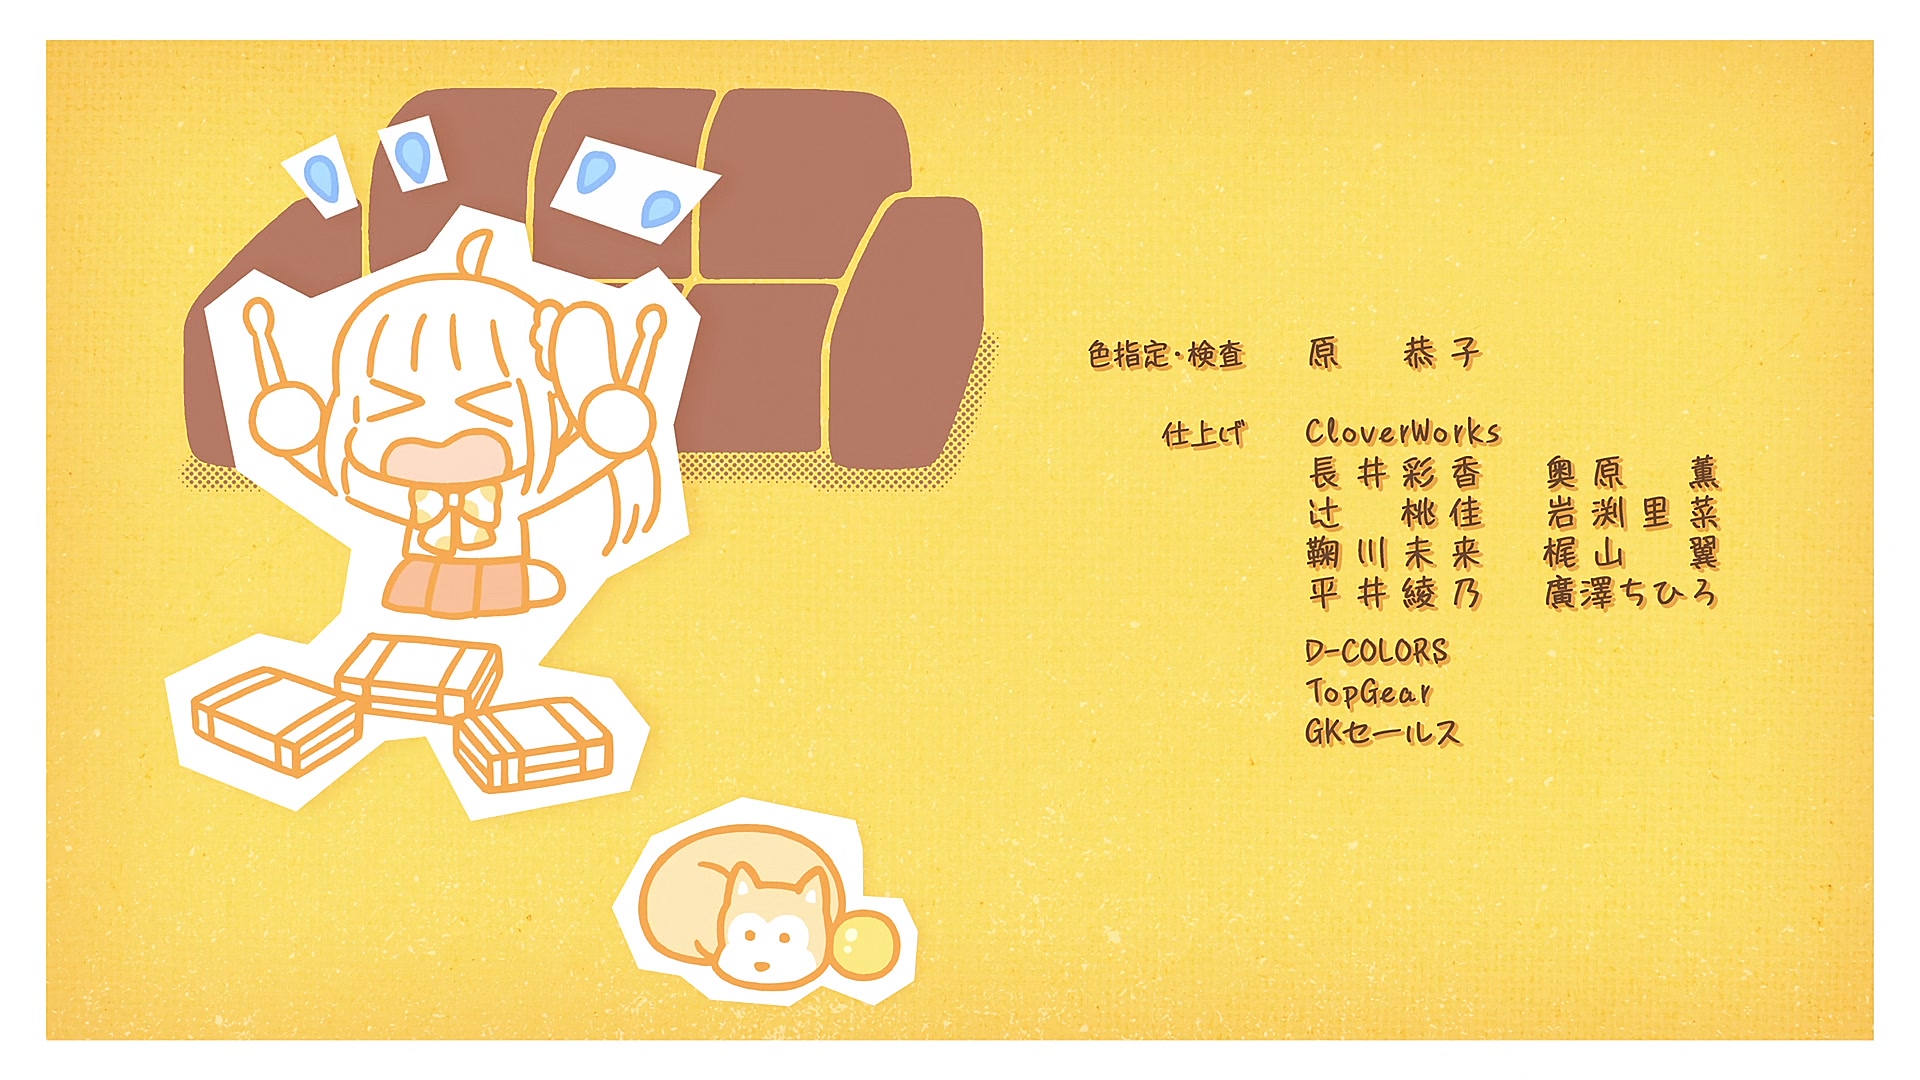 色指定・検査 原 恭子
仕上げ CloverWorks
長井彩香 奥原 薫
辻 桃佳 岩渕里菜
鞠川未来 梶山 翼
平井綾乃 廣澤ちひろ
D-COLORS
TopGear
GKセールス